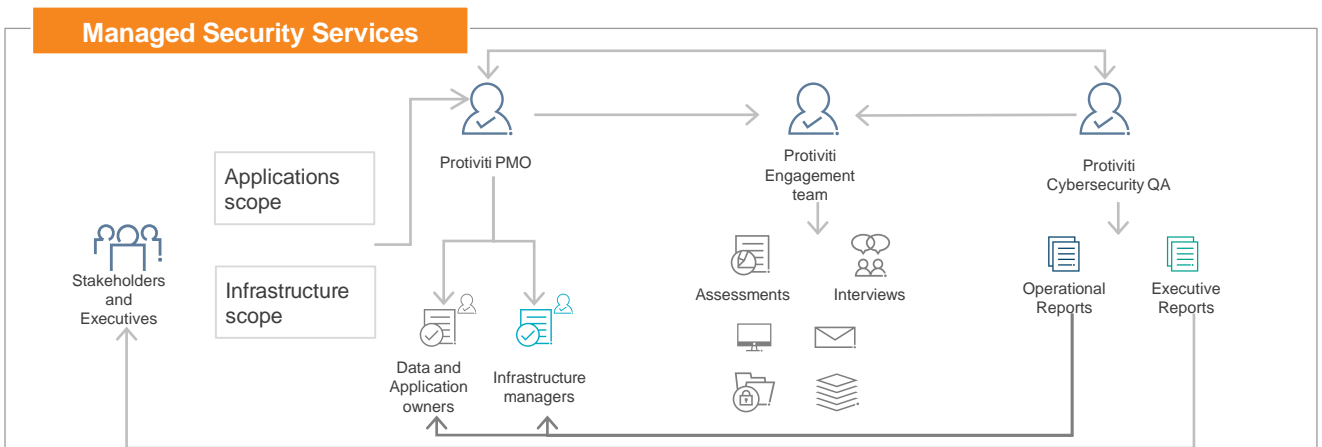 Managed Security Services
Protiviti PMO
Protiviti
Engagement
team
Protiviti
Cybersecurity QA
Applications
scope
Infrastructure
scope
Stakeholders
and
Executives
Data and
Application
owners
Infrastructure
managers
Assessments
Interviews
Operational
Reports
Executive
Reports